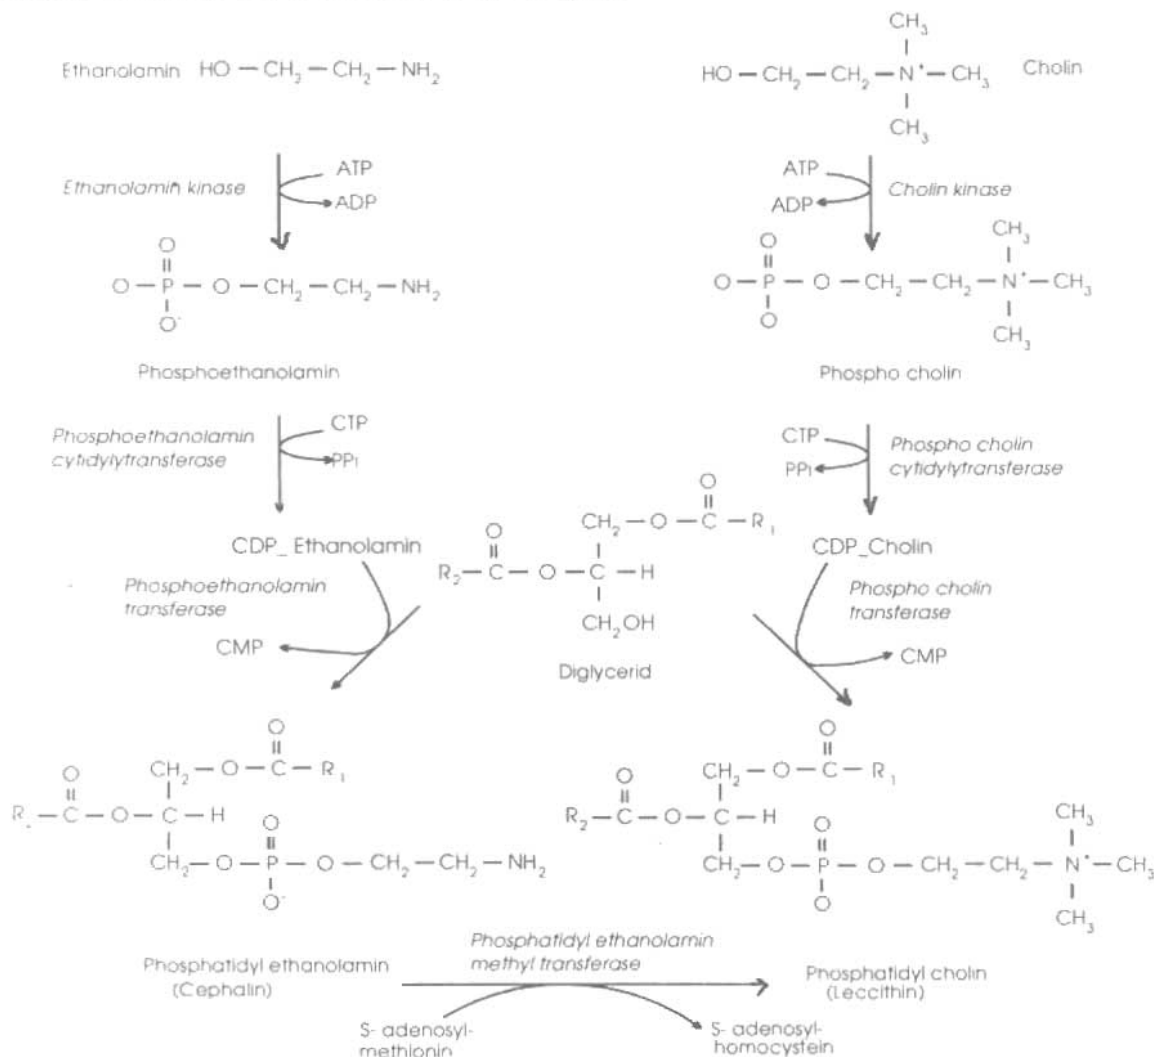 Ethanolamin HO — CH₂ — CH₂ — NH₂
CH₃
HO — CH₂ — CH₂ — N⁺ — CH₃ Cholin
CH₃
Ethanolamin kinase
ATP
ADP
ATP
ADP
Cholin kinase
O
O — P — O — CH₂ — CH₂ — NH₂
O⁻
Phosphoethanolamin
CH₃
O
O — P — O — CH₂ — CH₂ — N⁺ — CH₃
O
CH₃
Phospho cholin
Phosphoethanolamin
cytidylytransferase
CTP
PPi
CTP
PPi
Phospho cholin
cytidylytransferase
CDP_ Ethanolamin
O
CH₂ — O — C — R₁
O
R₂ — C — O — C — H
CH₂OH
Diglycerid
CDP_Cholin
Phosphoethanolamin
transferase
CMP
Phospho cholin
transferase
CMP
O
CH₂ — O — C — R₁
O
R — C — O — C — H
O
CH₂ — O — P — O — CH₂ — CH₂ — NH₂
O⁻
Phosphatidyl ethanolamin
(Cephalin)
O
CH₂ — O — C — R₁
O
R₂ — C — O — C — H
O
CH₃
CH₂ — O — P — O — CH₂ — CH₂ — N⁺ — CH₃
O
CH₃
Phosphatidyl cholin
(Leccithin)
Phosphatidyl ethanolamin
methyl transferase
S- adenosyl-
methionin
S- adenosyl-
homocystein